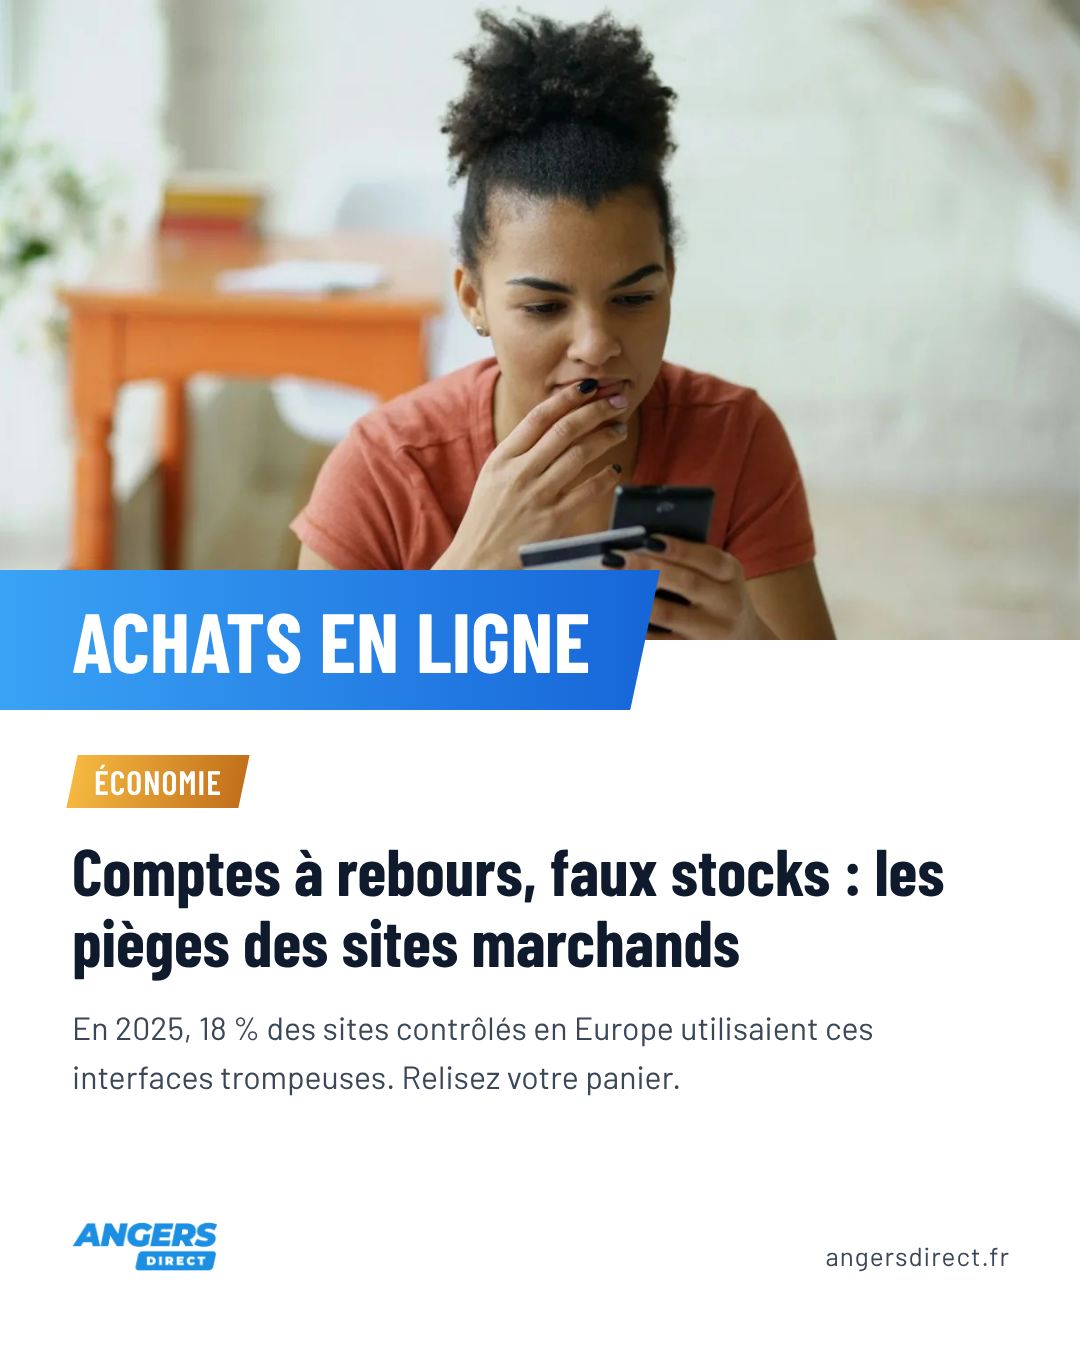 ACHATS EN LIGNE
ÉCONOMIE
Comptes à rebours, faux stocks : les
pièges des sites marchands
En 2025, 18 % des sites contrôlés en Europe utilisaient ces
interfaces trompeuses. Relisez votre panier.
ANGERS
DIRECT
angersdirect.fr